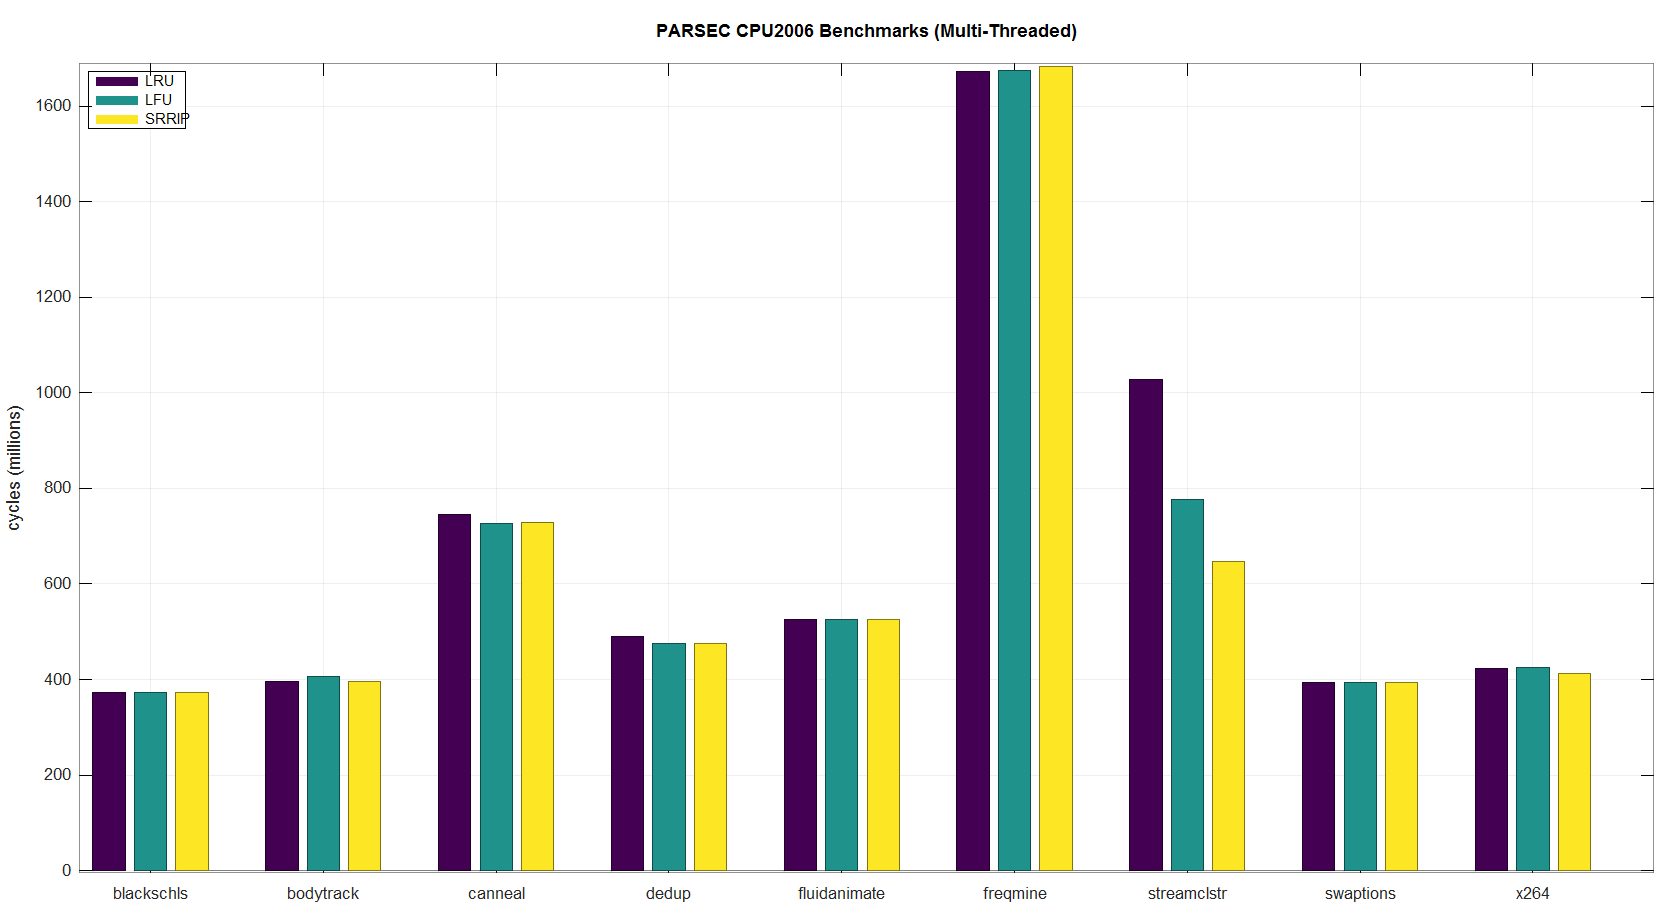 PARSEC CPU2006 Benchmarks (Multi-Threaded)
LRU
LFU
SRRIP
cycles (millions)
1600
1400
1200
1000
800
600
400
200
0
blackschls bodytrack canneal dedup fluidanimate freqmine streamclstr swaptions x264